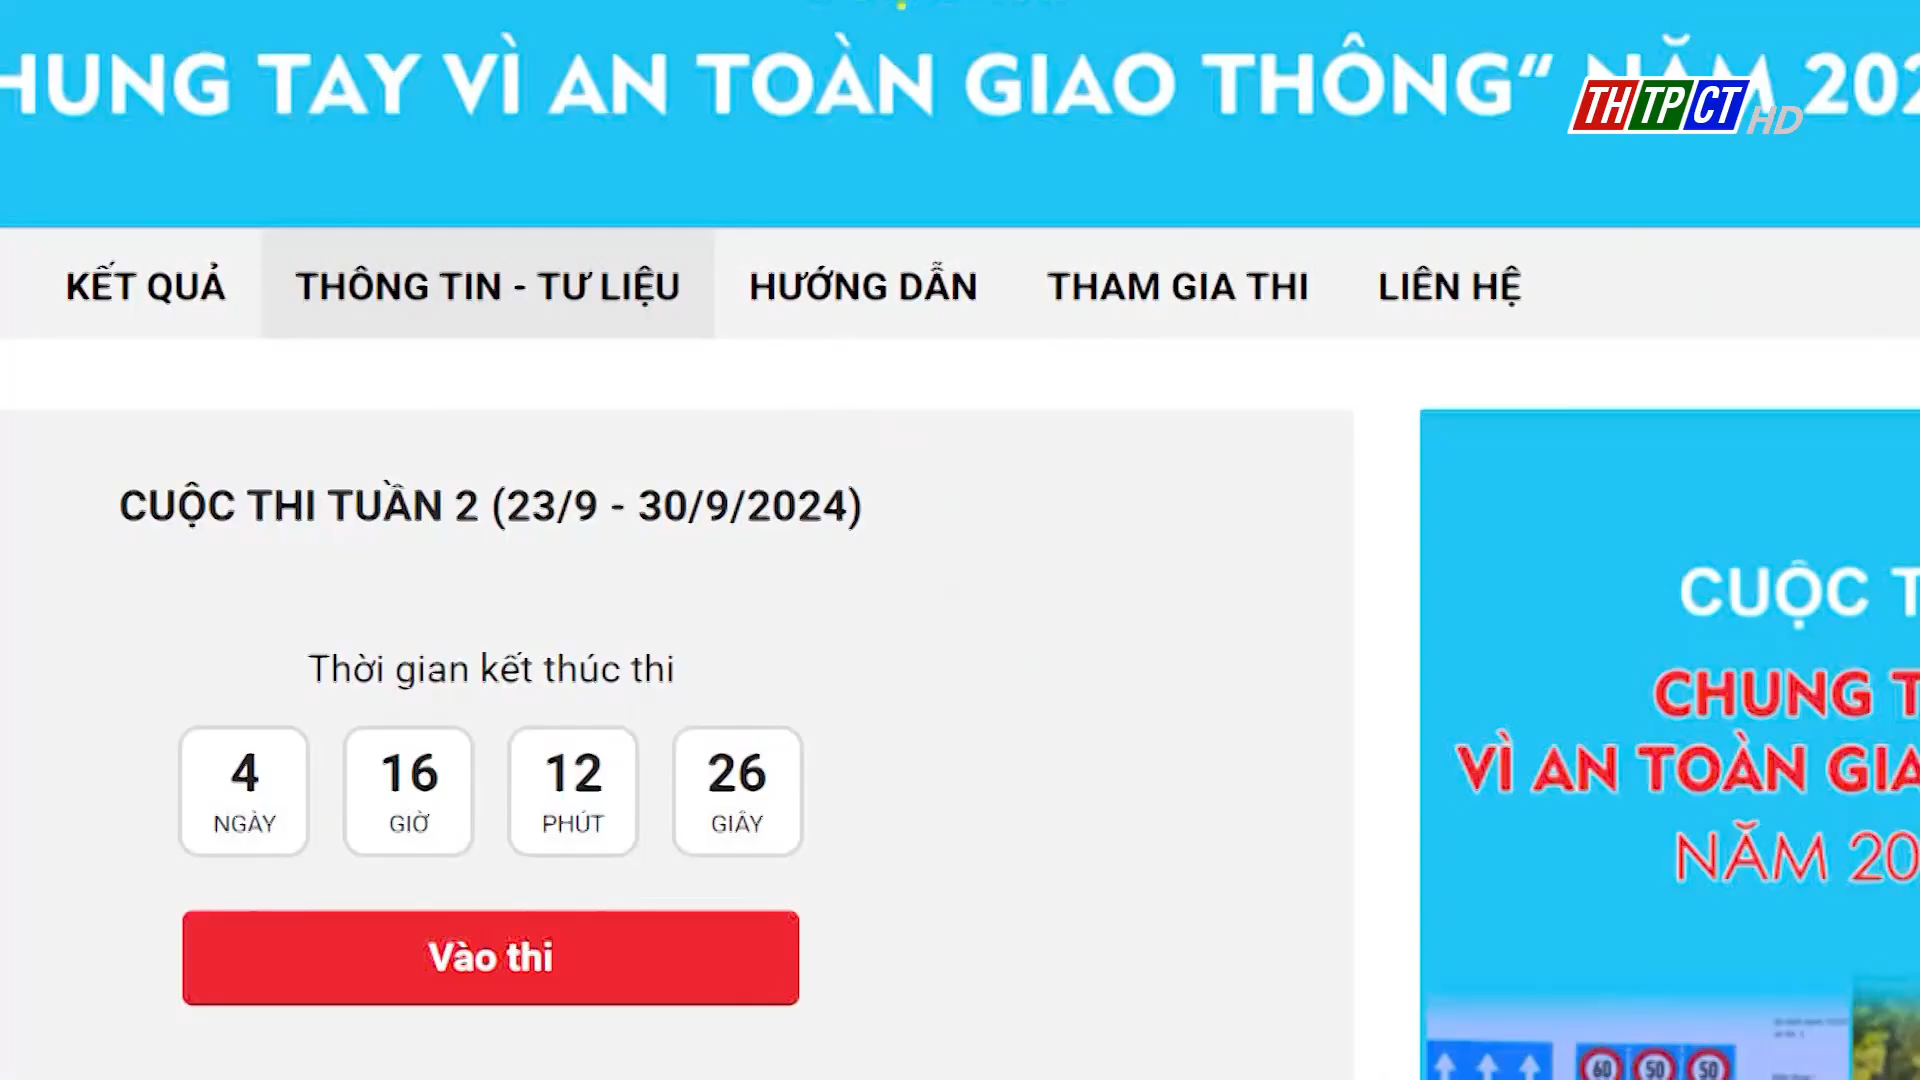 HUNG TAY VÌ AN TOÀN GIAO THÔNG“ NĂM 202
THTPCT HD
KẾT QUẢ THÔNG TIN - TƯ LIỆU HƯỚNG DẪN THAM GIA THI LIÊN HỆ
CUỘC THI TUẦN 2 (23/9 - 30/9/2024)
Thời gian kết thúc thi
4 16 12 26
NGÀY GIỜ PHÚT GIÂY
Vào thi
CUỘC T
CHUNG T
VÌ AN TOÀN GIA
NĂM 20
60 50 50